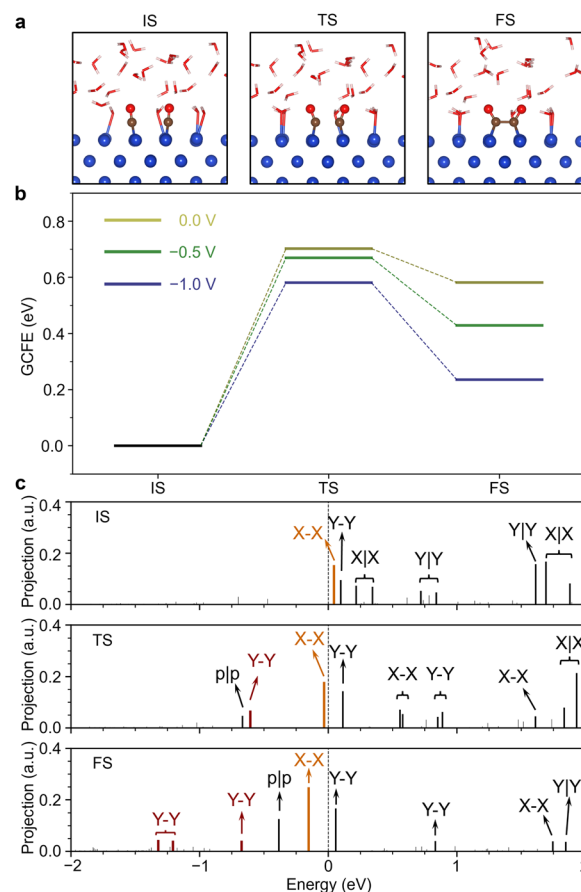 a
IS
TS
FS
b
0.8
0.6
0.4
0.2
0.0
GCFE (eV)
0.0 V
−0.5 V
−1.0 V
IS
TS
FS
c
0.4
0.2
0.0
Projection (a.u.)
IS
X-X
Y-Y
X|X
Y|Y
Y|Y
X|X
0.4
0.2
0.0
Projection (a.u.)
TS
p|p
Y-Y
X-X
Y-Y
X-X
Y-Y
X-X
X|X
0.4
0.2
0.0
Projection (a.u.)
FS
Y-Y
Y-Y
p|p
X-X
Y-Y
Y-Y
X-X
Y|Y
−2
−1
0
1
Energy (eV)